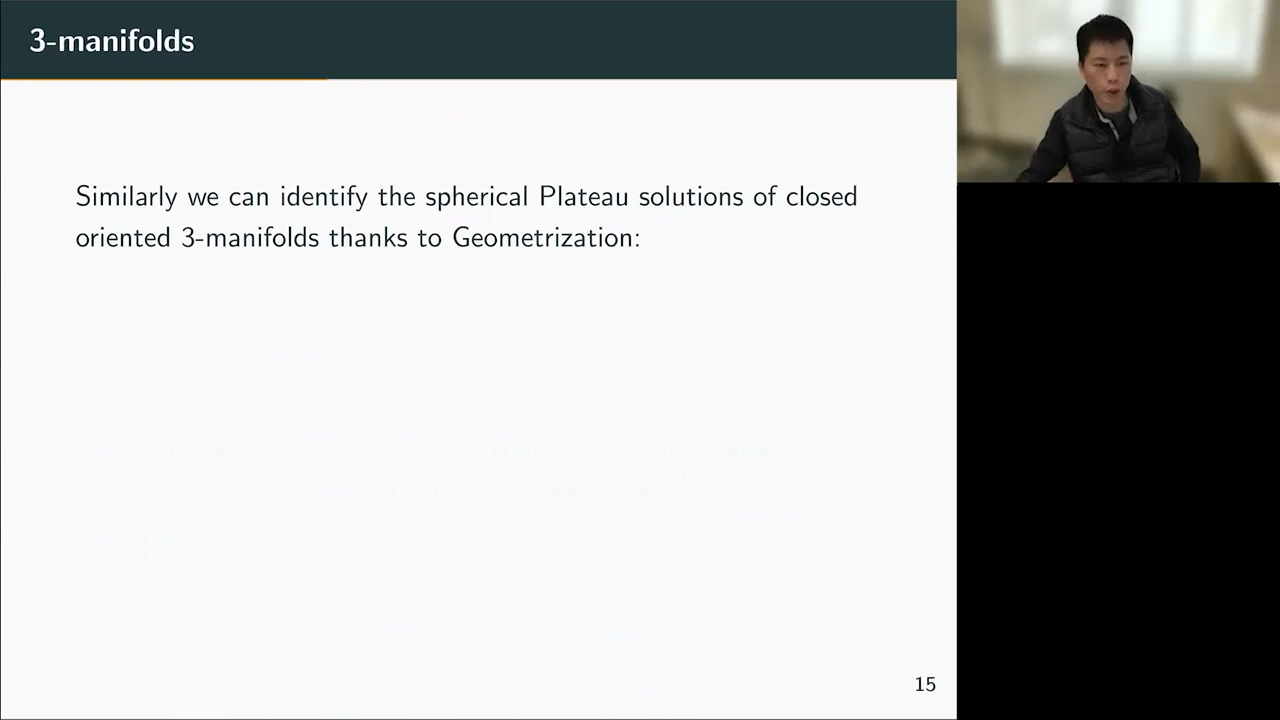 3-manifolds
Similarly we can identify the spherical Plateau solutions of closed
oriented 3-manifolds thanks to Geometrization:
15